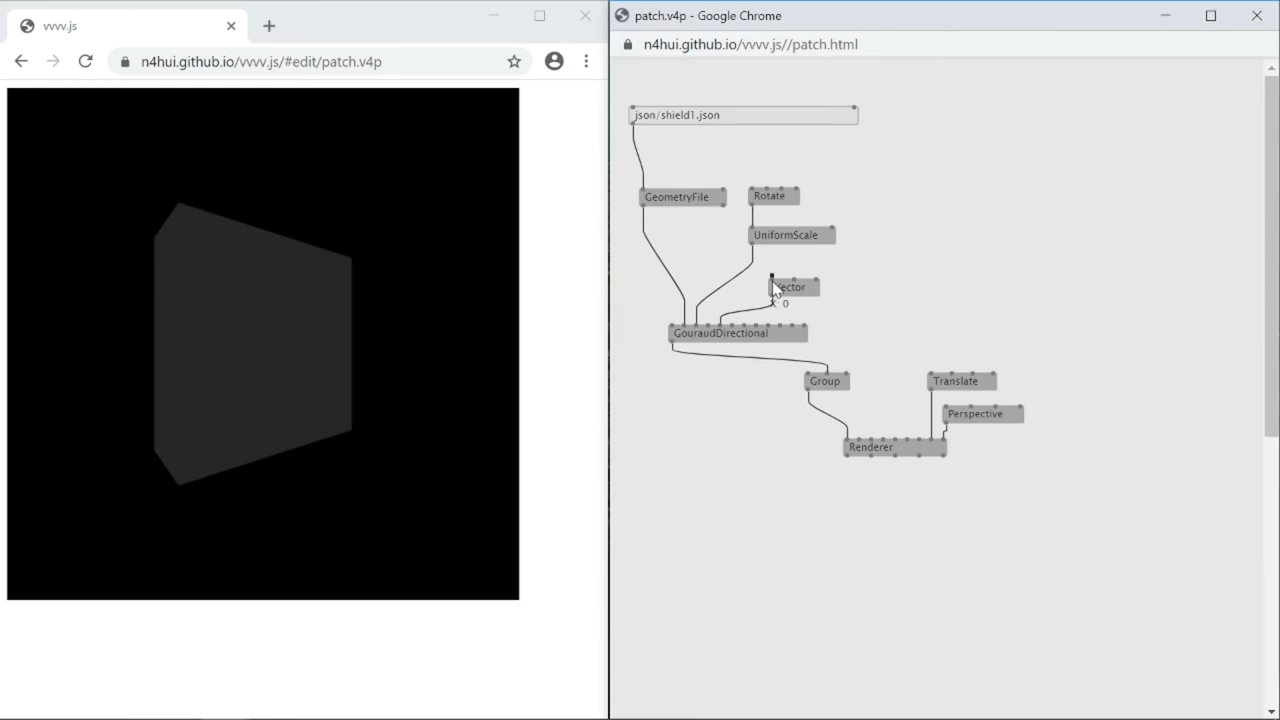 vvvv.js
n4hui.github.io/vvvv.js/#edit/patch.v4p
patch.v4p - Google Chrome
n4hui.github.io/vvvv.js//patch.html
json/shield1.json
GeometryFile
Rotate
UniformScale
Vector
X: 0
GouraudDirectional
Group
Translate
Perspective
Renderer